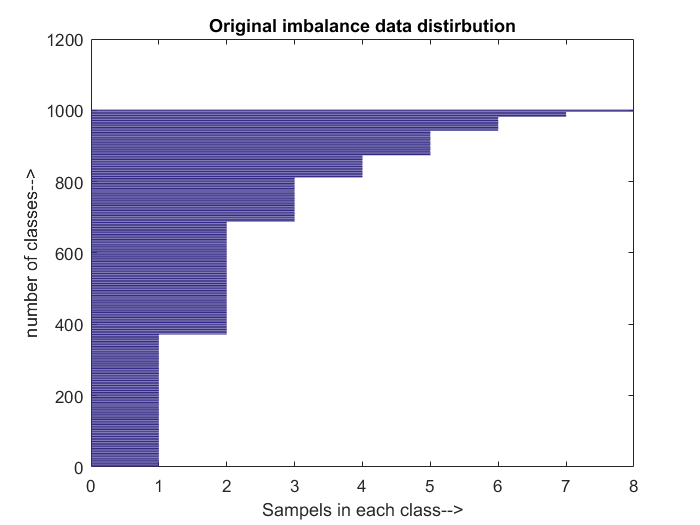 Original imbalance data distirbution
1200
1000
800
600
400
200
0
number of classes-->
0 1 2 3 4 5 6 7 8
Sampels in each class-->